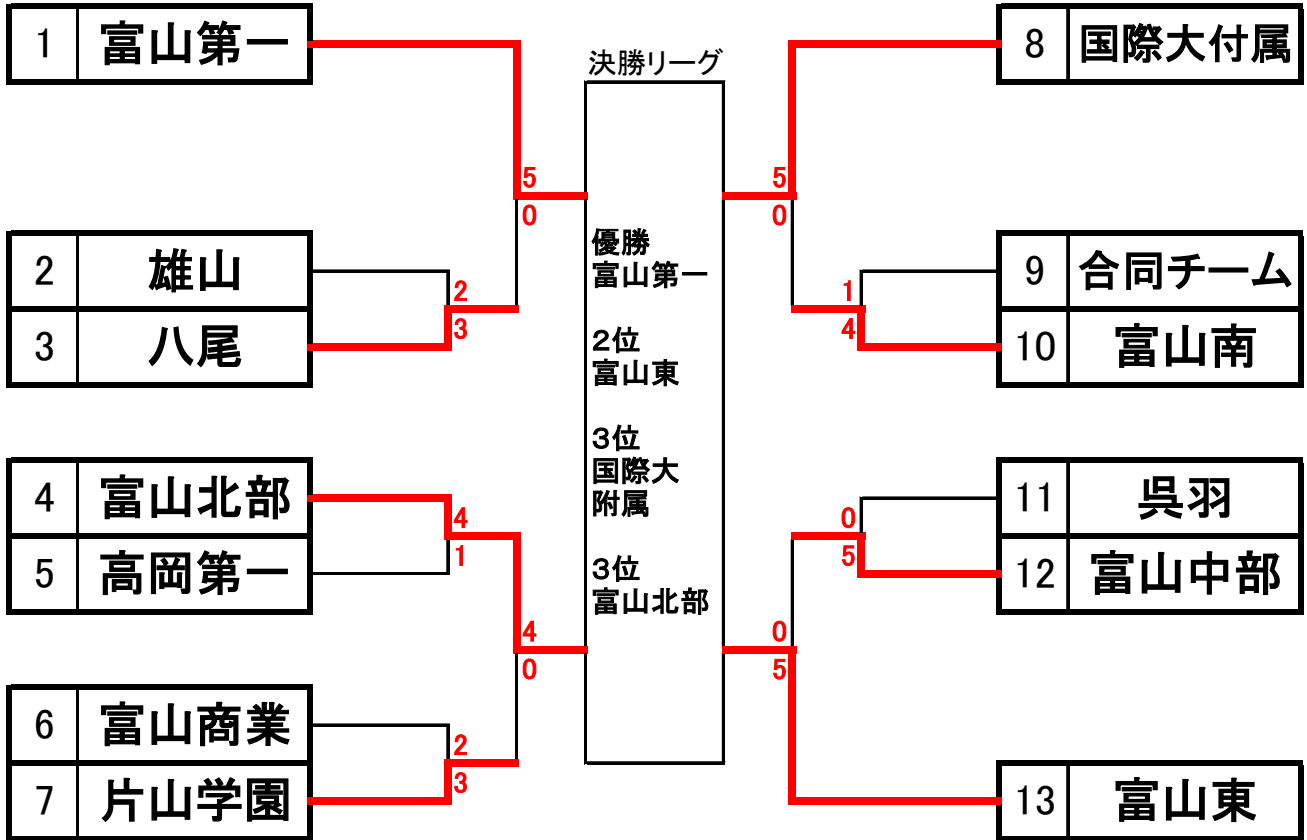 1 富山第一
5
0
2 雄山
2
3
3 八尾
4 富山北部
4
1
5 高岡第一
4
0
6 富山商業
2
3
7 片山学園
決勝リーグ
優勝
富山第一
2位
富山東
3位
国際大
附属
3位
富山北部
8 国際大付属
5
0
9 合同チーム
1
4
10 富山南
11 呉羽
0
5
12 富山中部
0
5
13 富山東